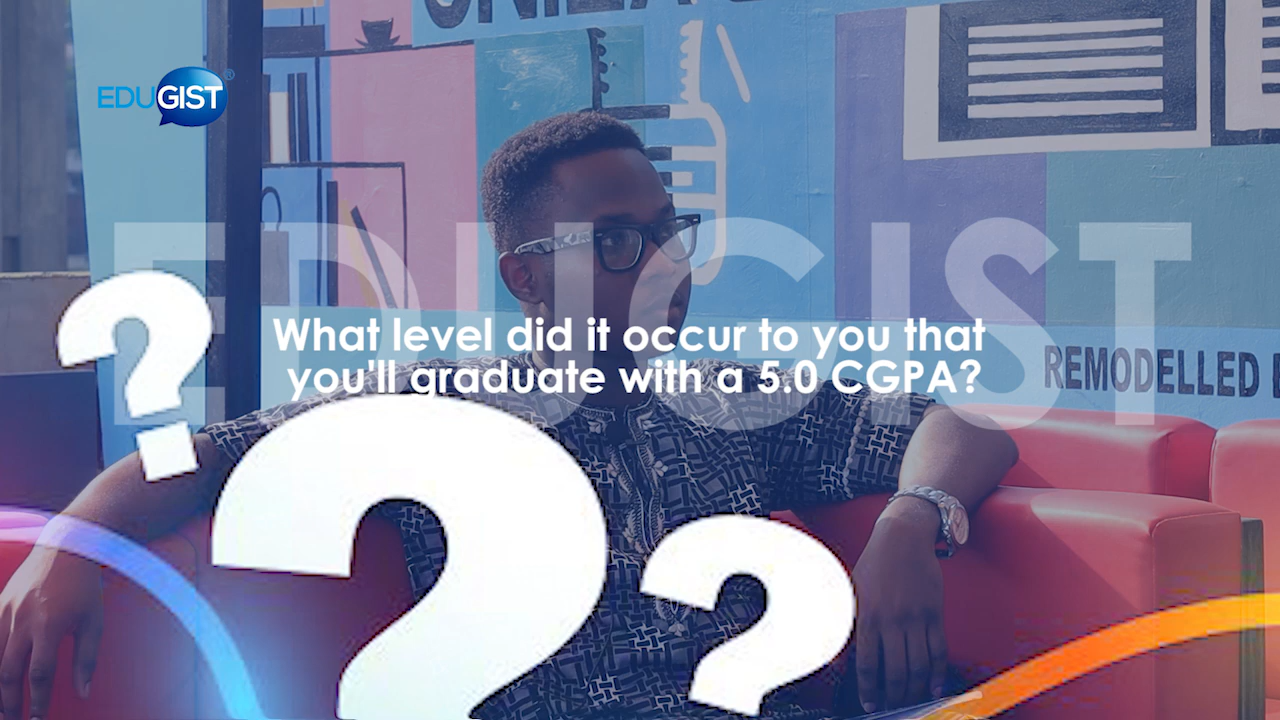 EDUGIST®
EDUGIST
What level did it occur to you that
you'll graduate with a 5.0 CGPA?
REMODELLED